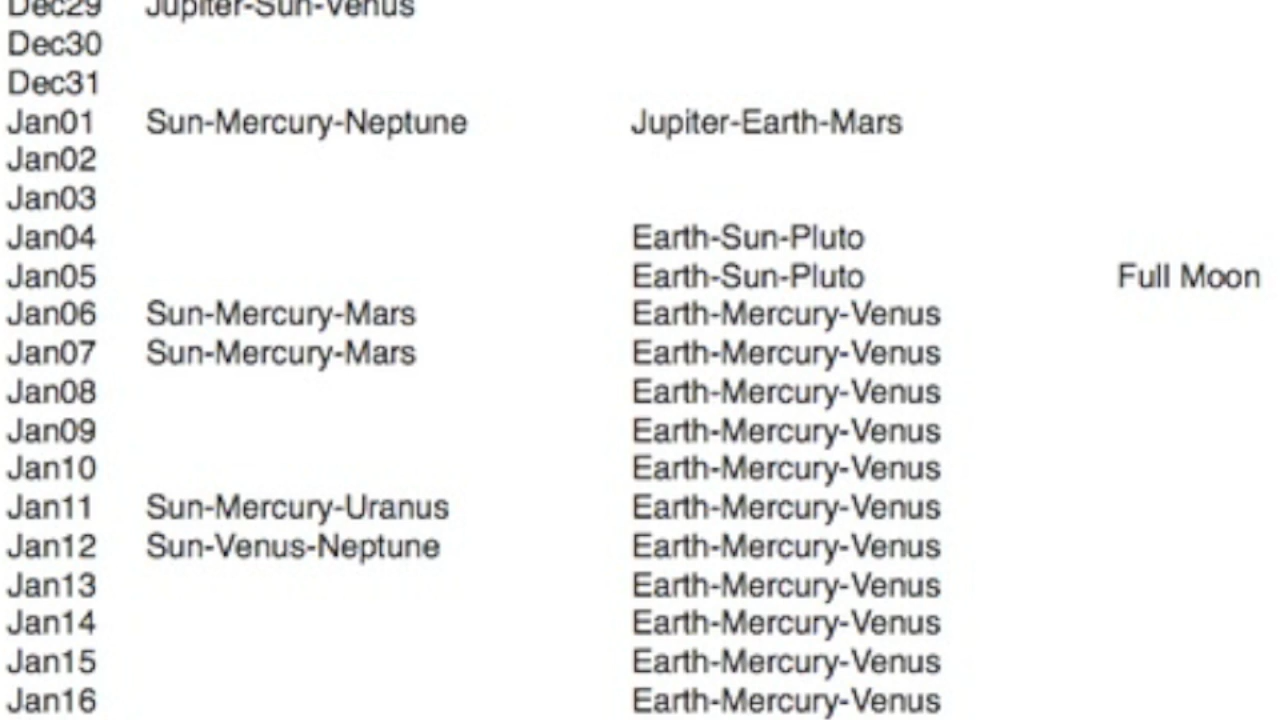 Dec29 Jupiter-Sun-Venus
Dec30
Dec31
Jan01 Sun-Mercury-Neptune Jupiter-Earth-Mars
Jan02
Jan03
Jan04 Earth-Sun-Pluto
Jan05 Earth-Sun-Pluto Full Moon
Jan06 Sun-Mercury-Mars Earth-Mercury-Venus
Jan07 Sun-Mercury-Mars Earth-Mercury-Venus
Jan08 Earth-Mercury-Venus
Jan09 Earth-Mercury-Venus
Jan10 Earth-Mercury-Venus
Jan11 Sun-Mercury-Uranus Earth-Mercury-Venus
Jan12 Sun-Venus-Neptune Earth-Mercury-Venus
Jan13 Earth-Mercury-Venus
Jan14 Earth-Mercury-Venus
Jan15 Earth-Mercury-Venus
Jan16 Earth-Mercury-Venus